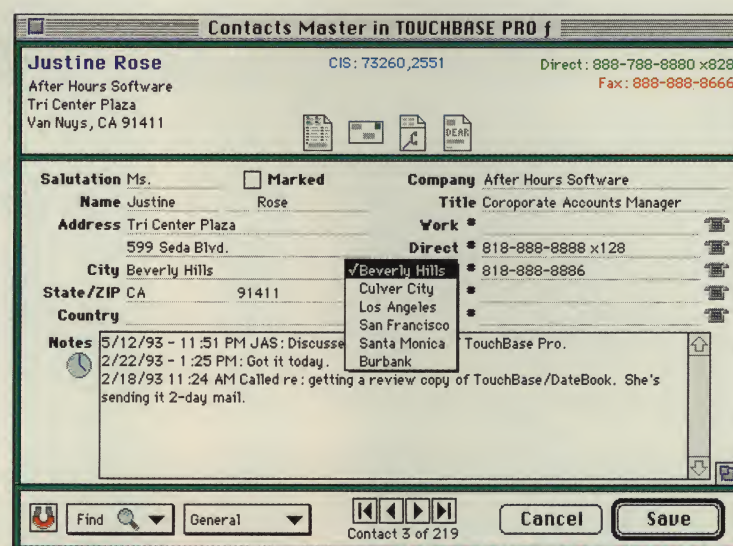 Contacts Master in TOUCHBASE PRO ƒ
Justine Rose
CIS: 73260,2551
Direct: 888-788-8880 x828
Fax: 888-888-8666
After Hours Software
Tri Center Plaza
Van Nuys, CA 91411
DEAR
Salutation Ms.
Marked
Company After Hours Software
Name Justine Rose
Title Coroporate Accounts Manager
Address Tri Center Plaza
Work
599 Seda Blvd.
Direct 818-888-8888 x128
City Beverly Hills
✓Beverly Hills
818-888-8886
State/ZIP CA 91411
Culver City
Los Angeles
Country
San Francisco
Santa Monica
Burbank
Notes 5/12/93 - 11:51 PM JAS: Discusse TouchBase Pro.
2/22/93 - 1:25 PM: Got it today.
2/18/93 11:24 AM Called re: getting a review copy of TouchBase/DateBook. She's
sending it 2-day mail.
Find
General
Contact 3 of 219
Cancel
Save